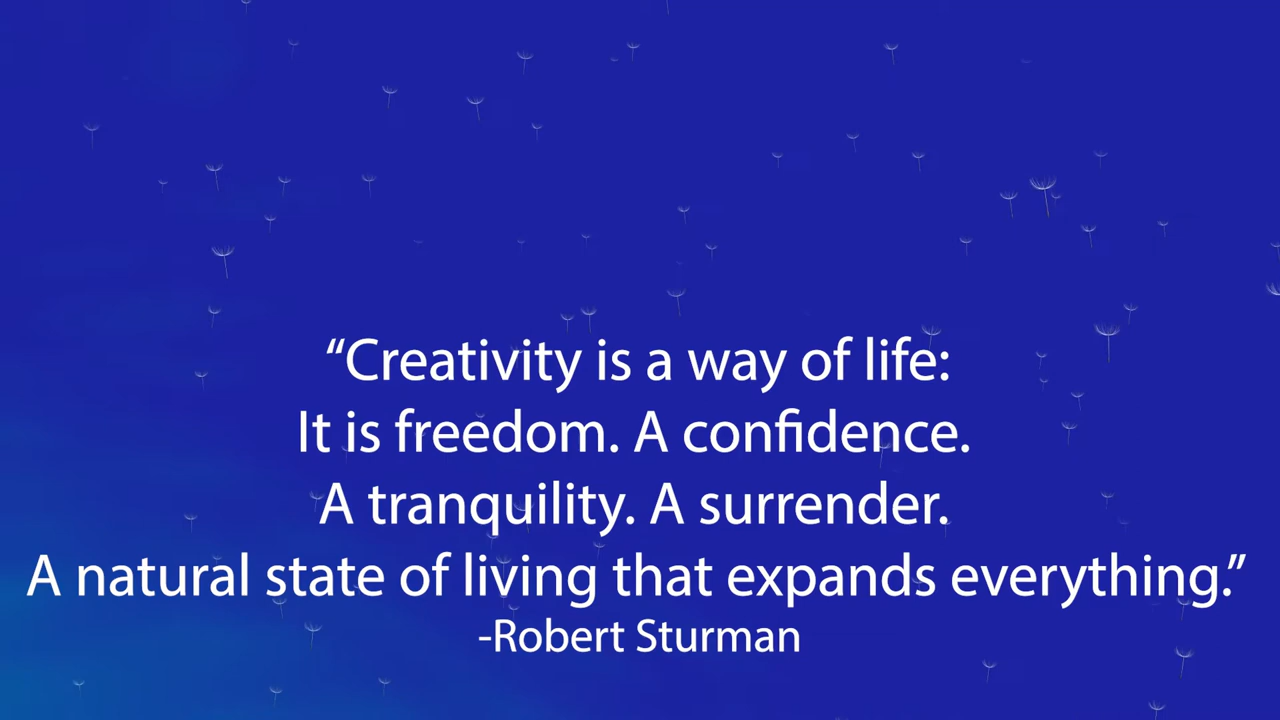 “Creativity is a way of life:
It is freedom. A confidence.
A tranquility. A surrender.
A natural state of living that expands everything.”
-Robert Sturman